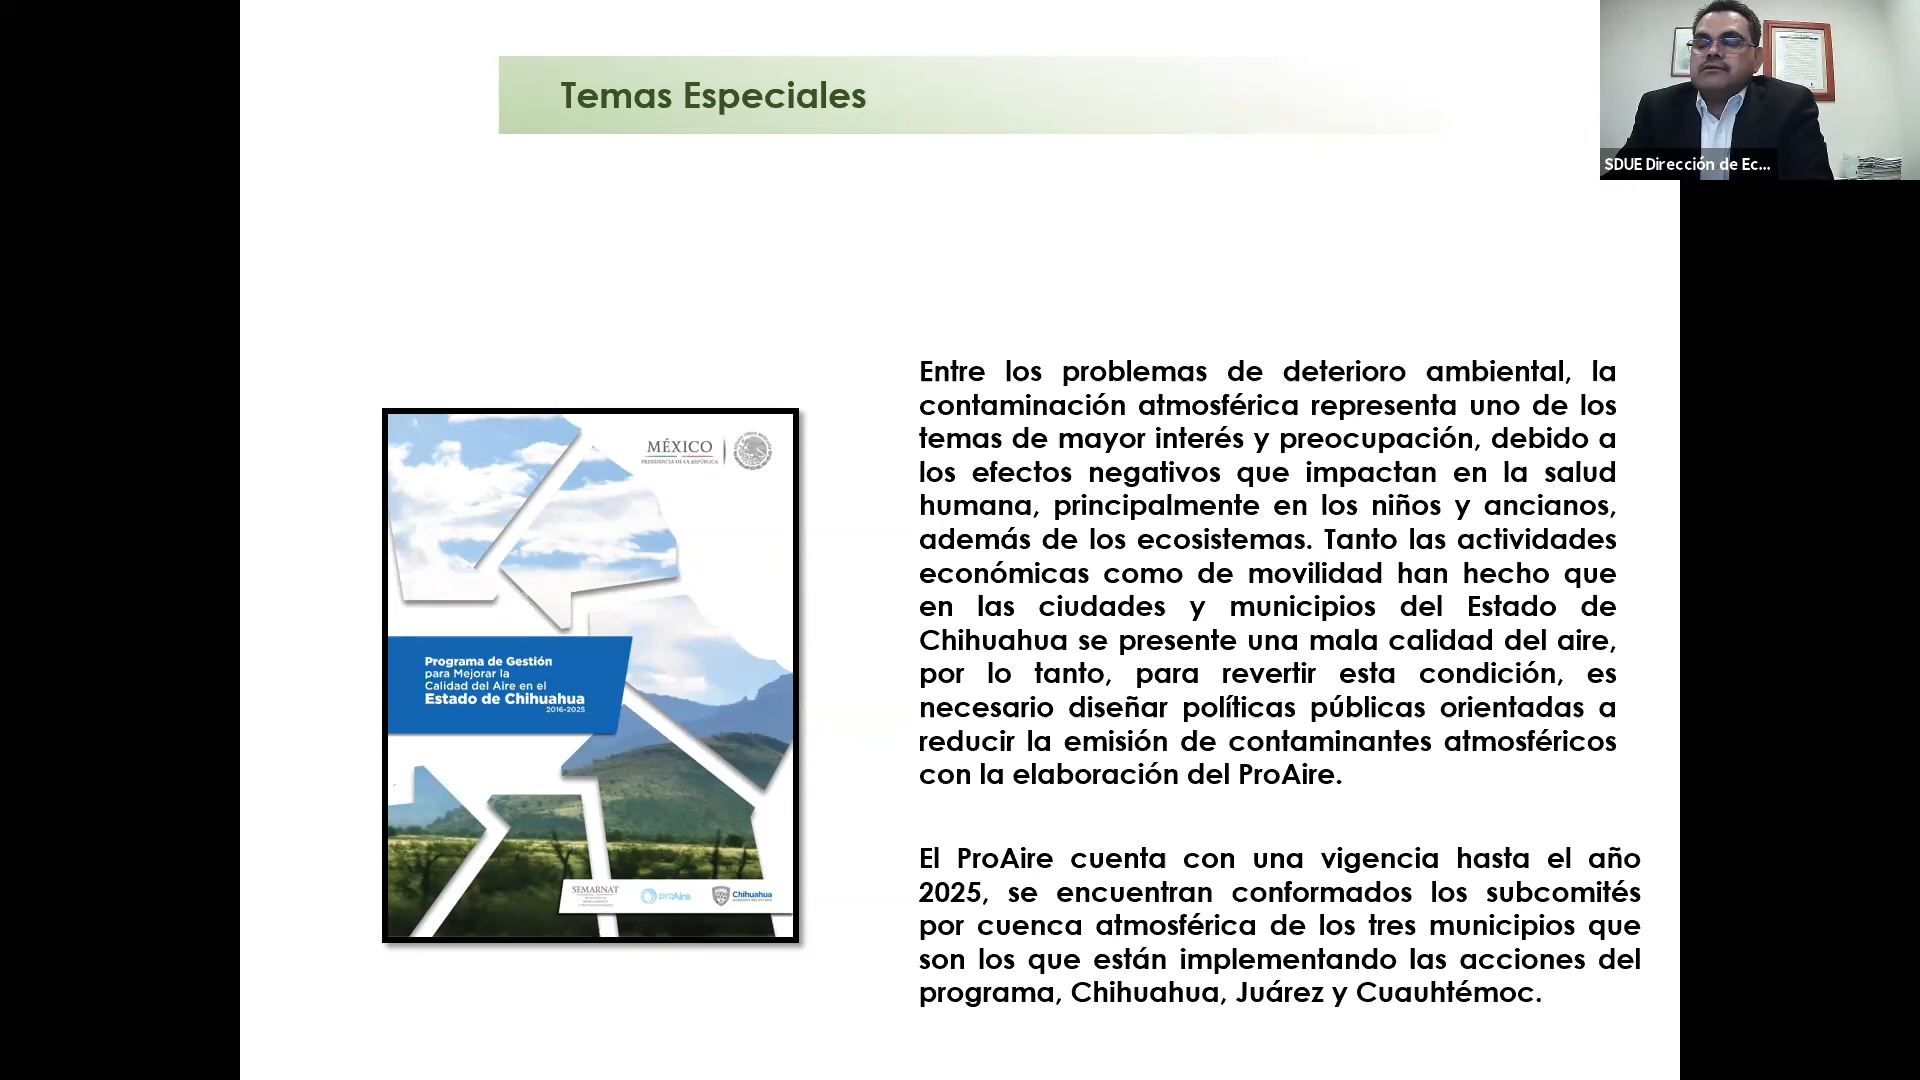 Temas Especiales
SDUE Dirección de Ec...
Entre los problemas de deterioro ambiental, la
contaminación atmosférica representa uno de los
temas de mayor interés y preocupación, debido a
los efectos negativos que impactan en la salud
humana, principalmente en los niños y ancianos,
además de los ecosistemas. Tanto las actividades
económicas como de movilidad han hecho que
en las ciudades y municipios del Estado de
Chihuahua se presente una mala calidad del aire,
por lo tanto, para revertir esta condición, es
necesario diseñar políticas públicas orientadas a
reducir la emisión de contaminantes atmosféricos
con la elaboración del ProAire.
El ProAire cuenta con una vigencia hasta el año
2025, se encuentran conformados los subcomités
por cuenca atmosférica de los tres municipios que
son los que están implementando las acciones del
programa, Chihuahua, Juárez y Cuauhtémoc.
MÉXICO
PRESIDENCIA DE LA REPÚBLICA
Programa de Gestión
para Mejorar la
Calidad del Aire en el
Estado de Chihuahua
2016-2025
SEMARNAT
proAire
Chihuahua